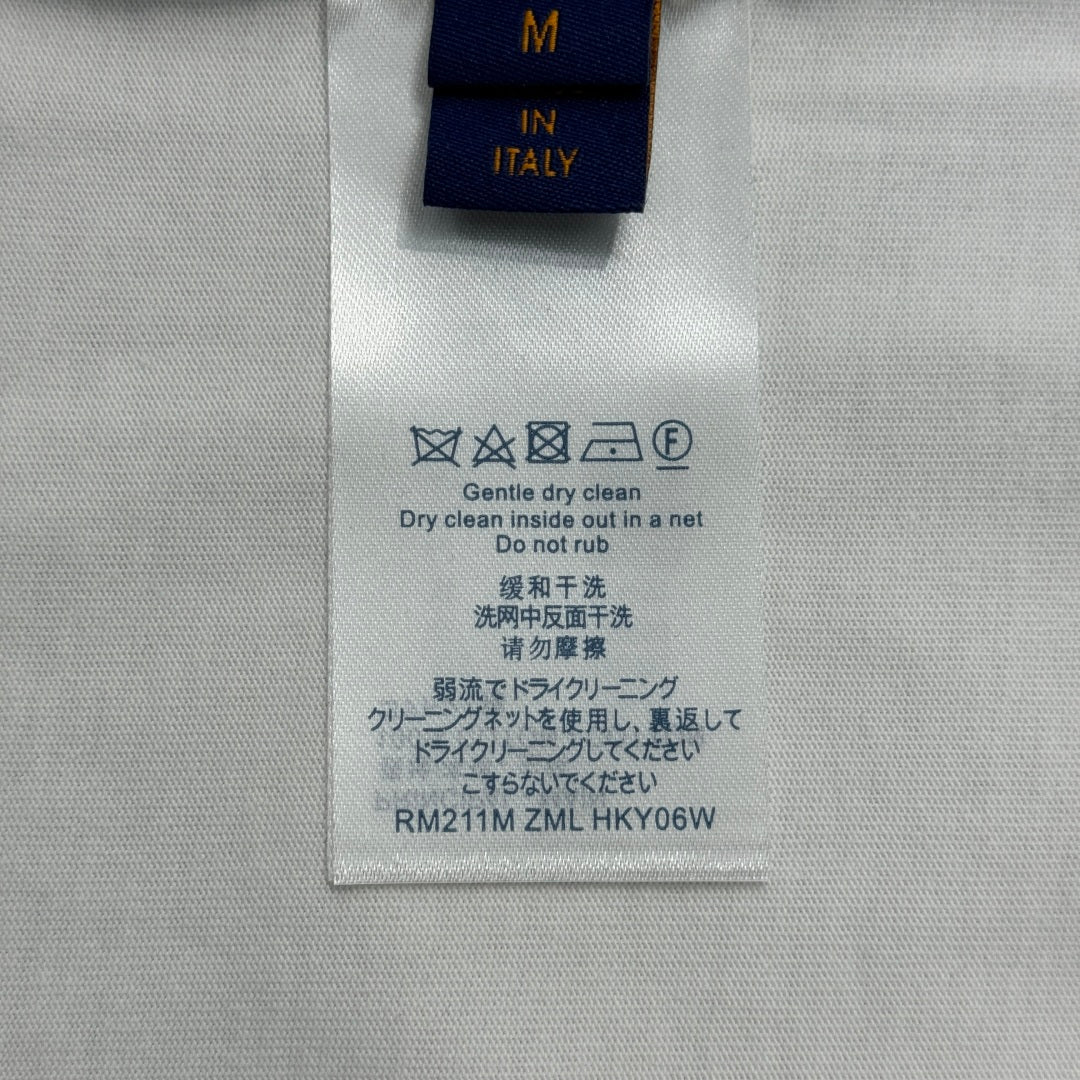 M
IN
ITALY
F
Gentle dry clean
Dry clean inside out in a net
Do not rub
缓和干洗
洗网中反面干洗
请勿摩擦
弱流でドライクリーニング
クリーニングネットを使用し、裏返して
ドライクリーニングしてください
こすらないでください
RM211M ZML HKY06W